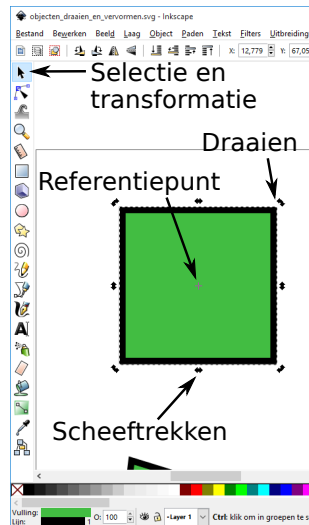 objecten_draaien_en_vervormen.svg - Inkscape
Bestand Bewerken Beeld Laag Object Paden Tekst Filters Uitbreiding
X: 12,779 Y: 67,05
Selectie en
transformatie
Draaien
Referentiepunt
Scheeftrekken
Vulling: O: 100 Layer 1 Ctrl: klik om in groepen te s
Lijn: 1